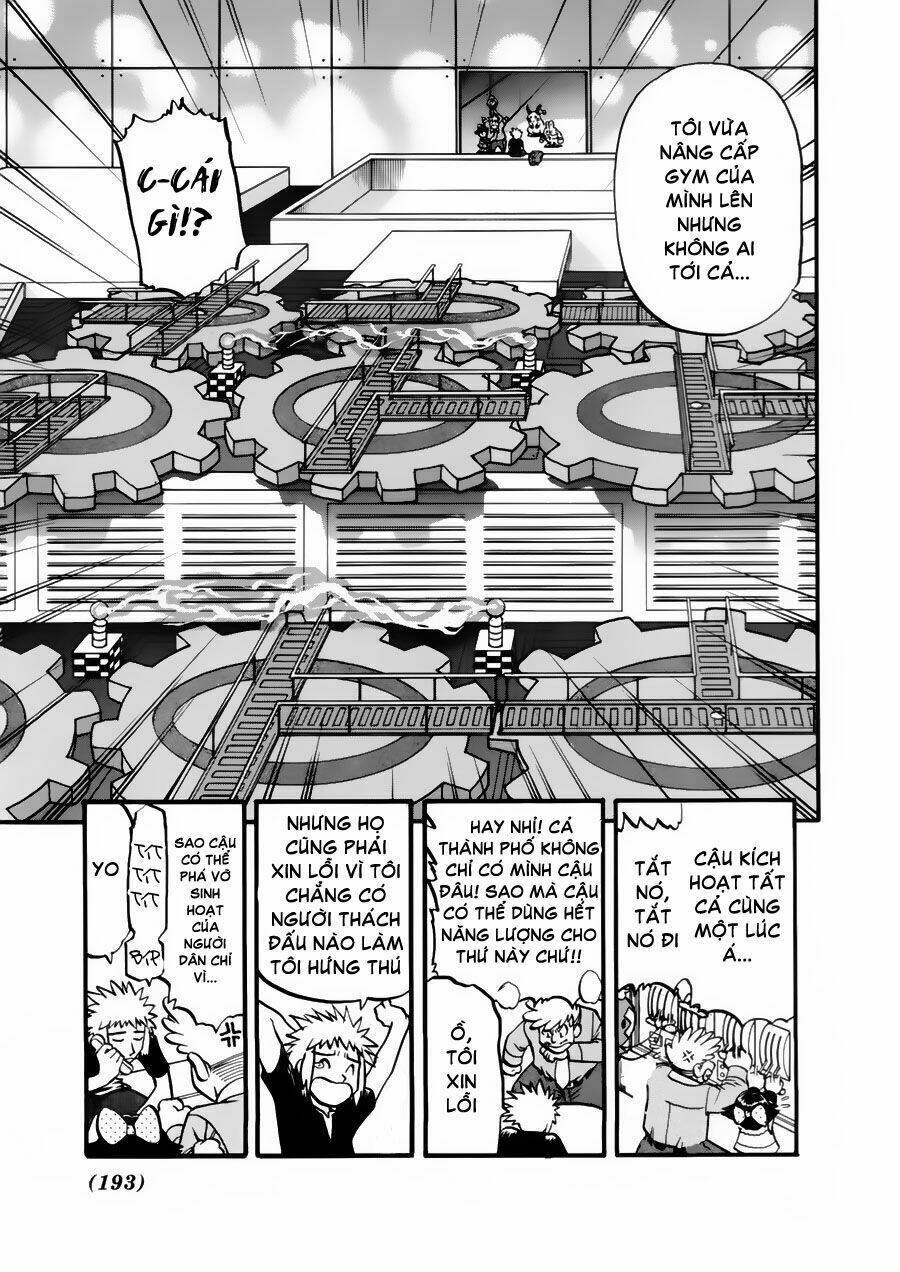 TÔI VỪA
NÂNG CẤP
GYM CỦA
MÌNH LÊN
NHƯNG
KHÔNG AI
TỚI CẢ...
C-CÁI
GÌ!?
CẬU KÍCH
HOẠT TẤT
CẢ CÙNG
MỘT LÚC
Á...
TẮT
NÓ,
TẮT
NÓ ĐI
HAY NHỈ! CẢ
THÀNH PHỐ KHÔNG
CHỈ CÓ MÌNH CẬU
ĐÂU! SAO MÀ CẬU
CÓ THỂ DÙNG HẾT
NĂNG LƯỢNG CHO
THỨ NÀY CHỨ!!
Ồ,
TÔI
XIN
LỖI
NHƯNG HỌ
CŨNG PHẢI
XIN LỖI VÌ TÔI
CHẲNG CÓ
NGƯỜI THÁCH
ĐẤU NÀO LÀM
TÔI HỨNG THÚ
SAO CẬU
CÓ THỂ
PHÁ VỠ
SINH
HOẠT
CỦA
NGƯỜI
DÂN CHỈ
VÌ...
BÍP
YO
(193)